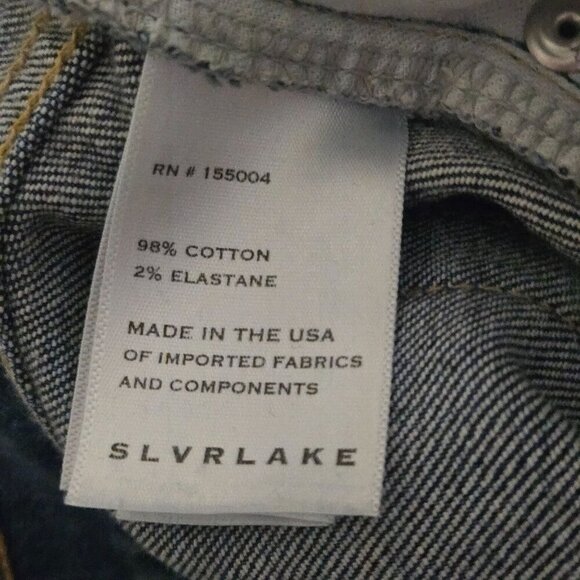 RN # 155004
98% COTTON
2% ELASTANE
MADE IN THE USA
OF IMPORTED FABRICS
AND COMPONENTS
SLVRLAKE